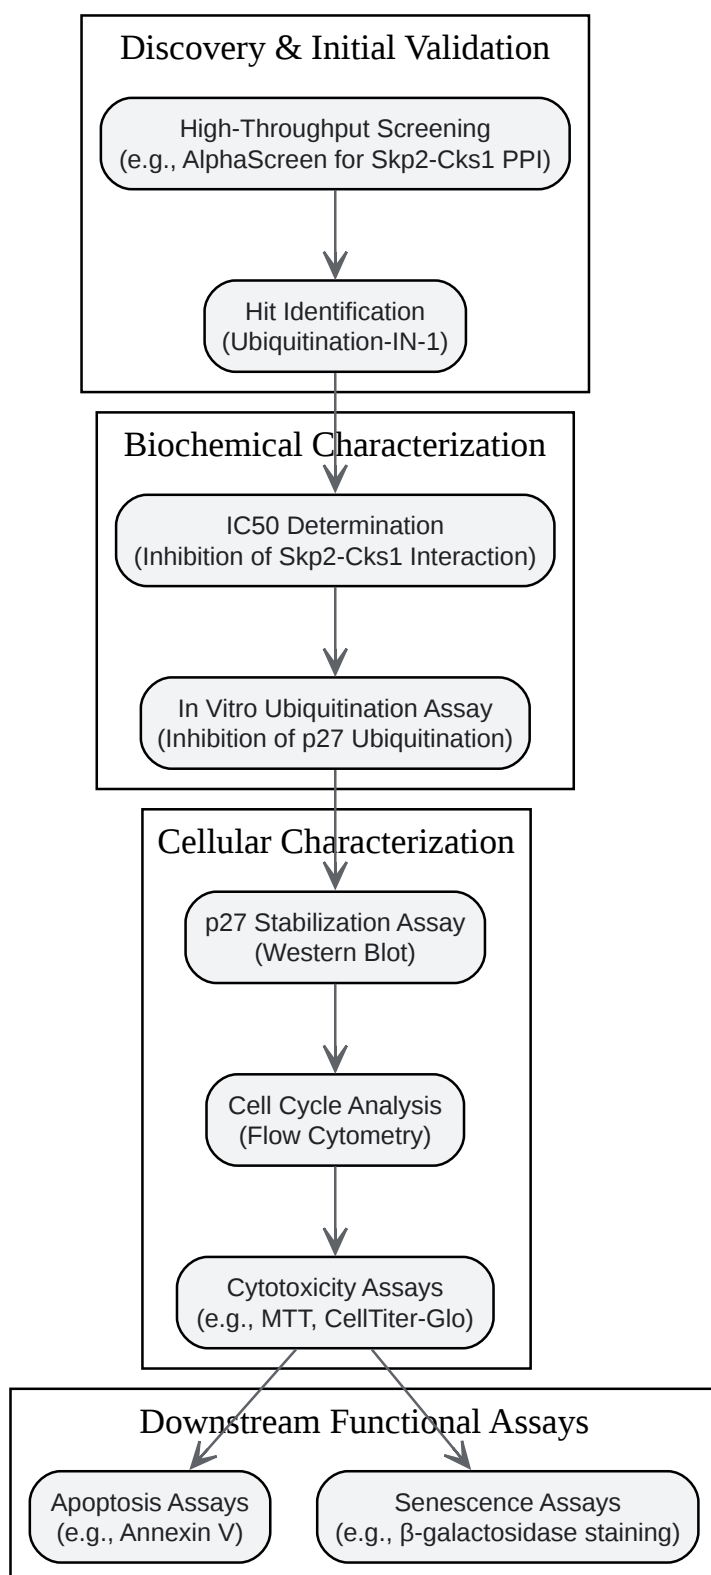 Discovery & Initial Validation
High-Throughput Screening
(e.g., AlphaScreen for Skp2-Cks1 PPI)
Hit Identification
(Ubiquitination-IN-1)
Biochemical Characterization
IC50 Determination
(Inhibition of Skp2-Cks1 Interaction)
In Vitro Ubiquitination Assay
(Inhibition of p27 Ubiquitination)
Cellular Characterization
p27 Stabilization Assay
(Western Blot)
Cell Cycle Analysis
(Flow Cytometry)
Cytotoxicity Assays
(e.g., MTT, CellTiter-Glo)
Downstream Functional Assays
Apoptosis Assays
(e.g., Annexin V)
Senescence Assays
(e.g., β-galactosidase staining)